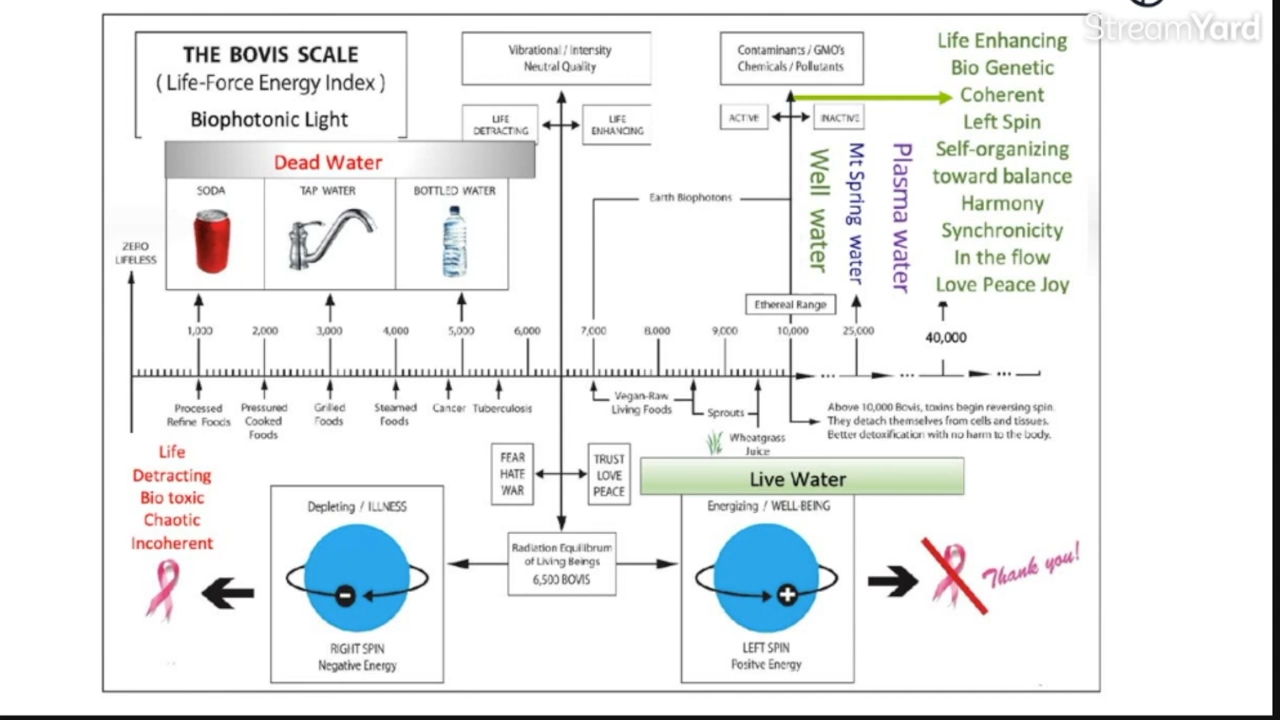 StreamYard
THE BOVIS SCALE
( Life-Force Energy Index )
Biophotonic Light
Vibrational / Intensity
Neutral Quality
LIFE
DETRACTING
LIFE
ENHANCING
Contaminants / GMO's
Chemicals / Pollutants
ACTIVE
INACTIVE
Life Enhancing
Bio Genetic
Coherent
Left Spin
Self-organizing
toward balance
Harmony
Synchronicity
In the flow
Love Peace Joy
Dead Water
SODA
TAP WATER
BOTTLED WATER
Earth Biophotons
Well water
Mt Spring water
Plasma water
ZERO
LIFELESS
Ethereal Range
1,000
2,000
3,000
4,000
5,000
6,000
7,000
8,000
9,000
10,000
25,000
40,000
Processed
Refine Foods
Pressured
Cooked
Foods
Grilled
Foods
Steamed
Foods
Cancer
Tuberculosis
Vegan-Raw
Living Foods
Sprouts
Wheatgrass
Juice
Above 10,000 Bovis, toxins begin reversing spin.
They detach themselves from cells and tissues.
Better detoxification with no harm to the body.
Life
Detracting
Bio toxic
Chaotic
Incoherent
FEAR
HATE
WAR
TRUST
LOVE
PEACE
Live Water
Depleting / ILLNESS
RIGHT SPIN
Negative Energy
Radiation Equilibrum
of Living Beings
6,500 BOVIS
Energizing / WELL-BEING
LEFT SPIN
Positve Energy
Thank you!